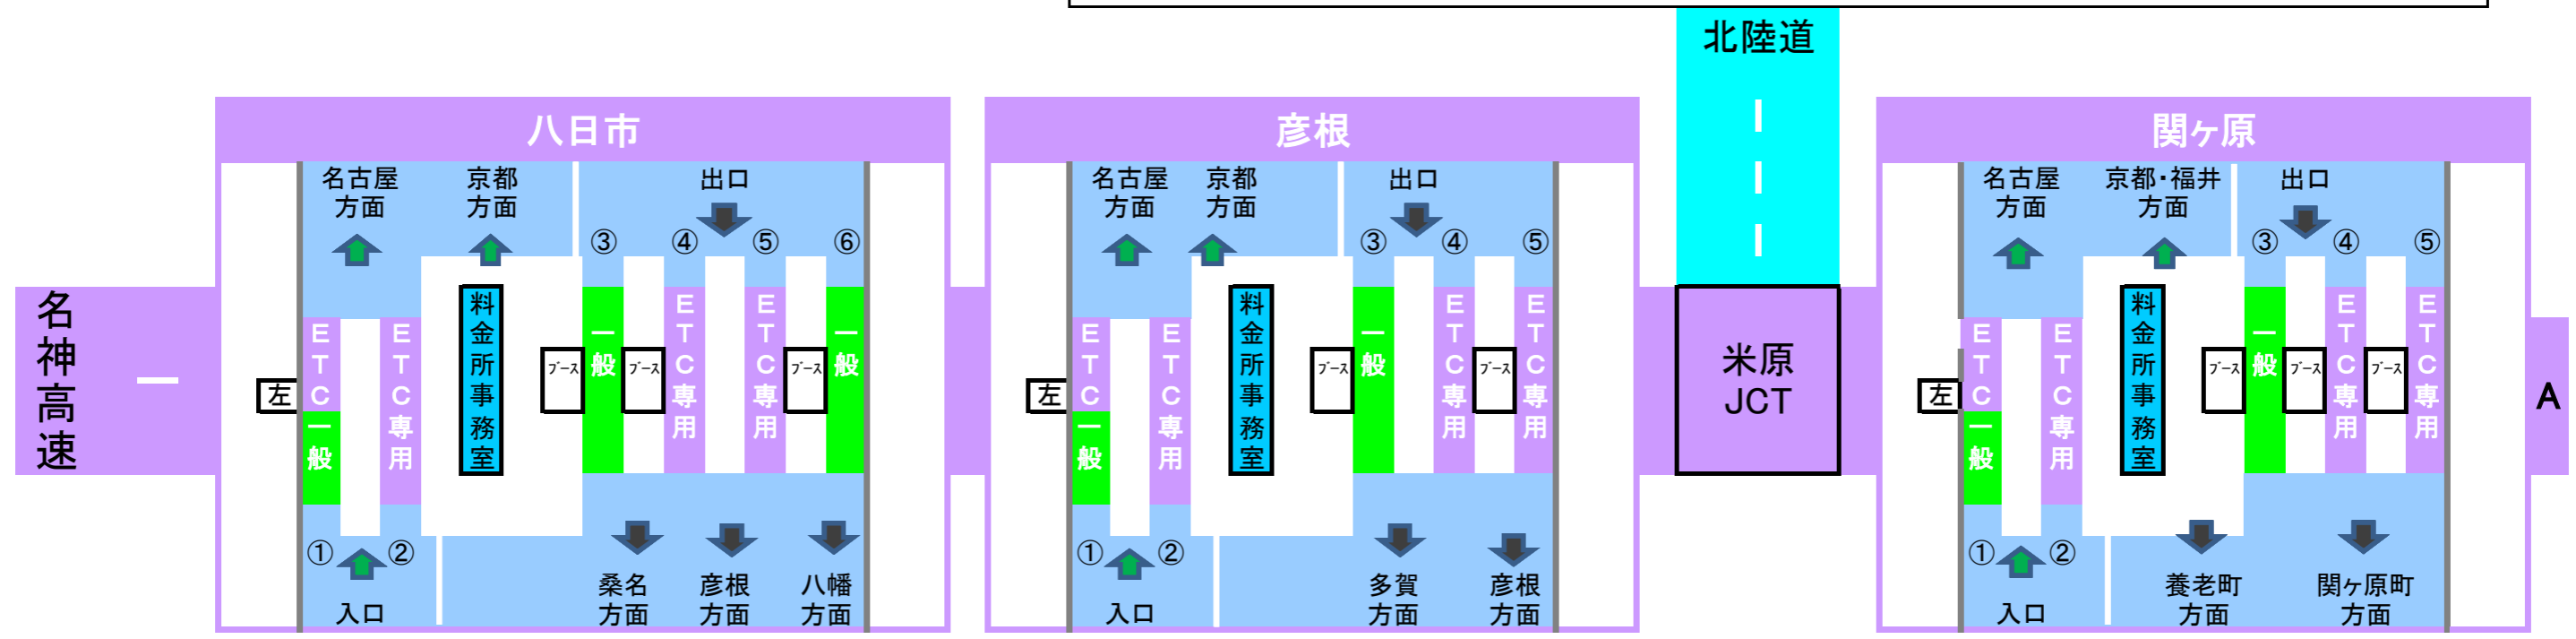 北陸道
八日市
名古屋
方面
京都
方面
出口
③
④
⑤
⑥
ETC
一般
ETC専用
料金所事務室
ブース
一般
ブース
ETC専用
ETC専用
ブース
一般
左
①
②
入口
桑名
方面
彦根
方面
八幡
方面
名神高速
彦根
名古屋
方面
京都
方面
出口
③
④
⑤
ETC
一般
ETC専用
料金所事務室
ブース
一般
ETC専用
ブース
ETC専用
左
①
②
入口
多賀
方面
彦根
方面
米原
JCT
関ヶ原
名古屋
方面
京都・福井
方面
出口
③
④
⑤
ETC
一般
ETC専用
料金所事務室
ブース
一般
ブース
ETC専用
ブース
ETC専用
左
①
②
入口
養老町
方面
関ヶ原町
方面
A